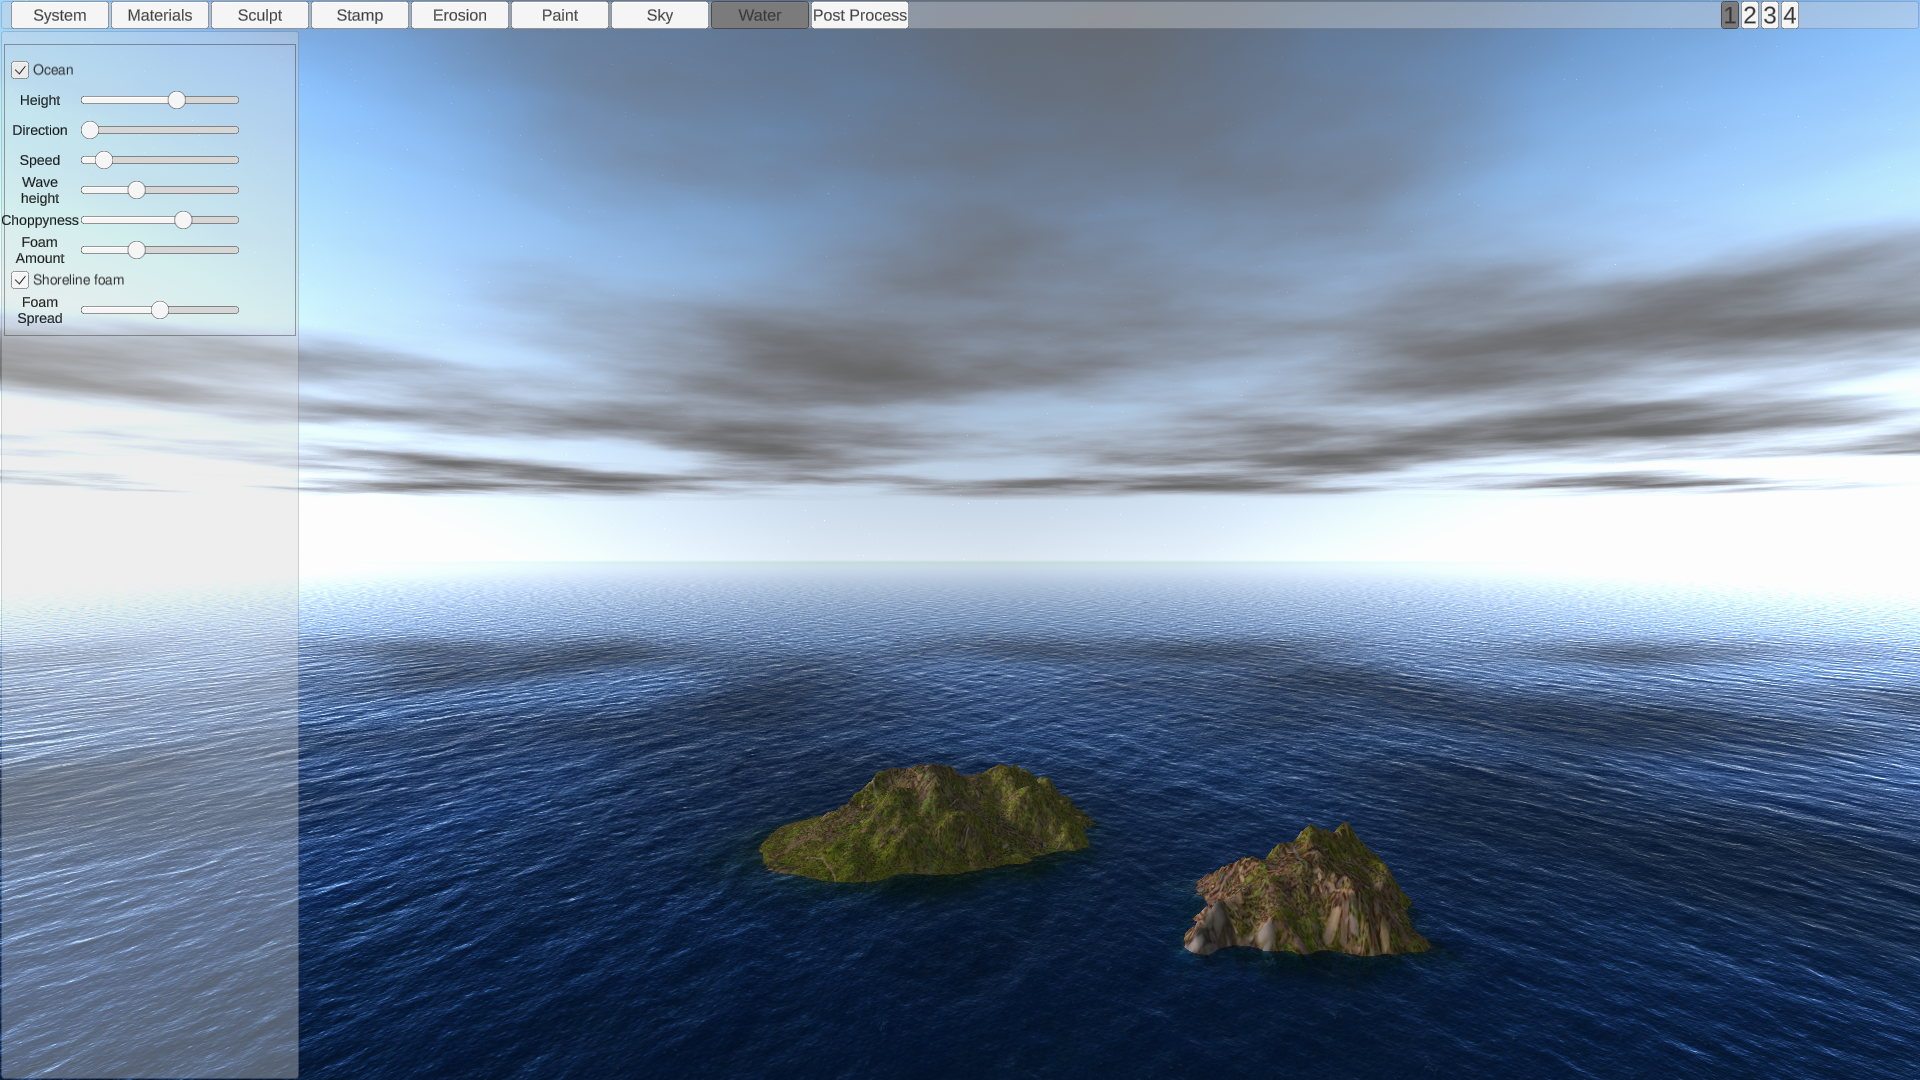 System Materials Sculpt Stamp Erosion Paint Sky Water Post Process 1 2 3 4
Ocean
Height
Direction
Speed
Wave
height
Choppyness
Foam
Amount
Shoreline foam
Foam
Spread